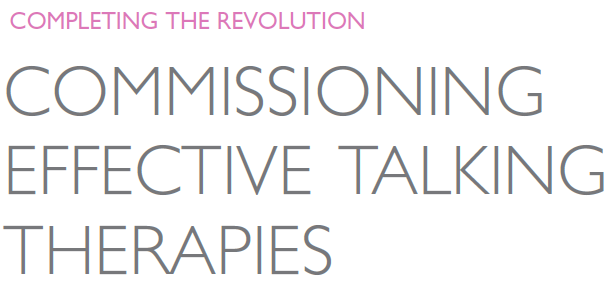 COMPLETING THE REVOLUTION
COMMISSIONING
EFFECTIVE TALKING
THERAPIES